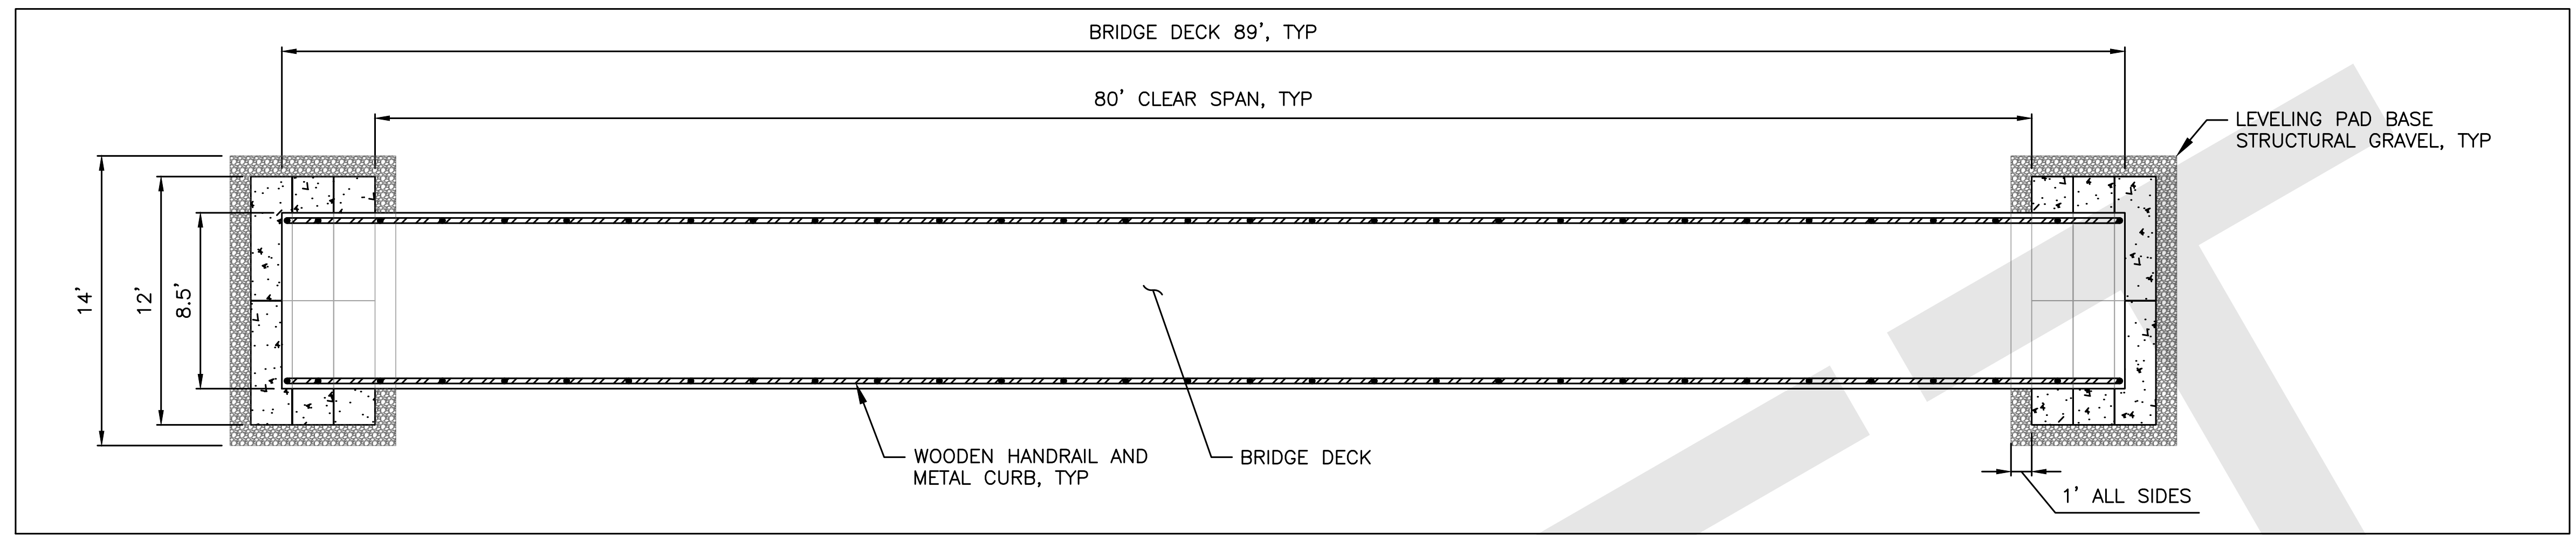 BRIDGE DECK 89', TYP
80' CLEAR SPAN, TYP
LEVELING PAD BASE
STRUCTURAL GRAVEL, TYP
14'
12'
8.5'
WOODEN HANDRAIL AND
METAL CURB, TYP
BRIDGE DECK
1' ALL SIDES